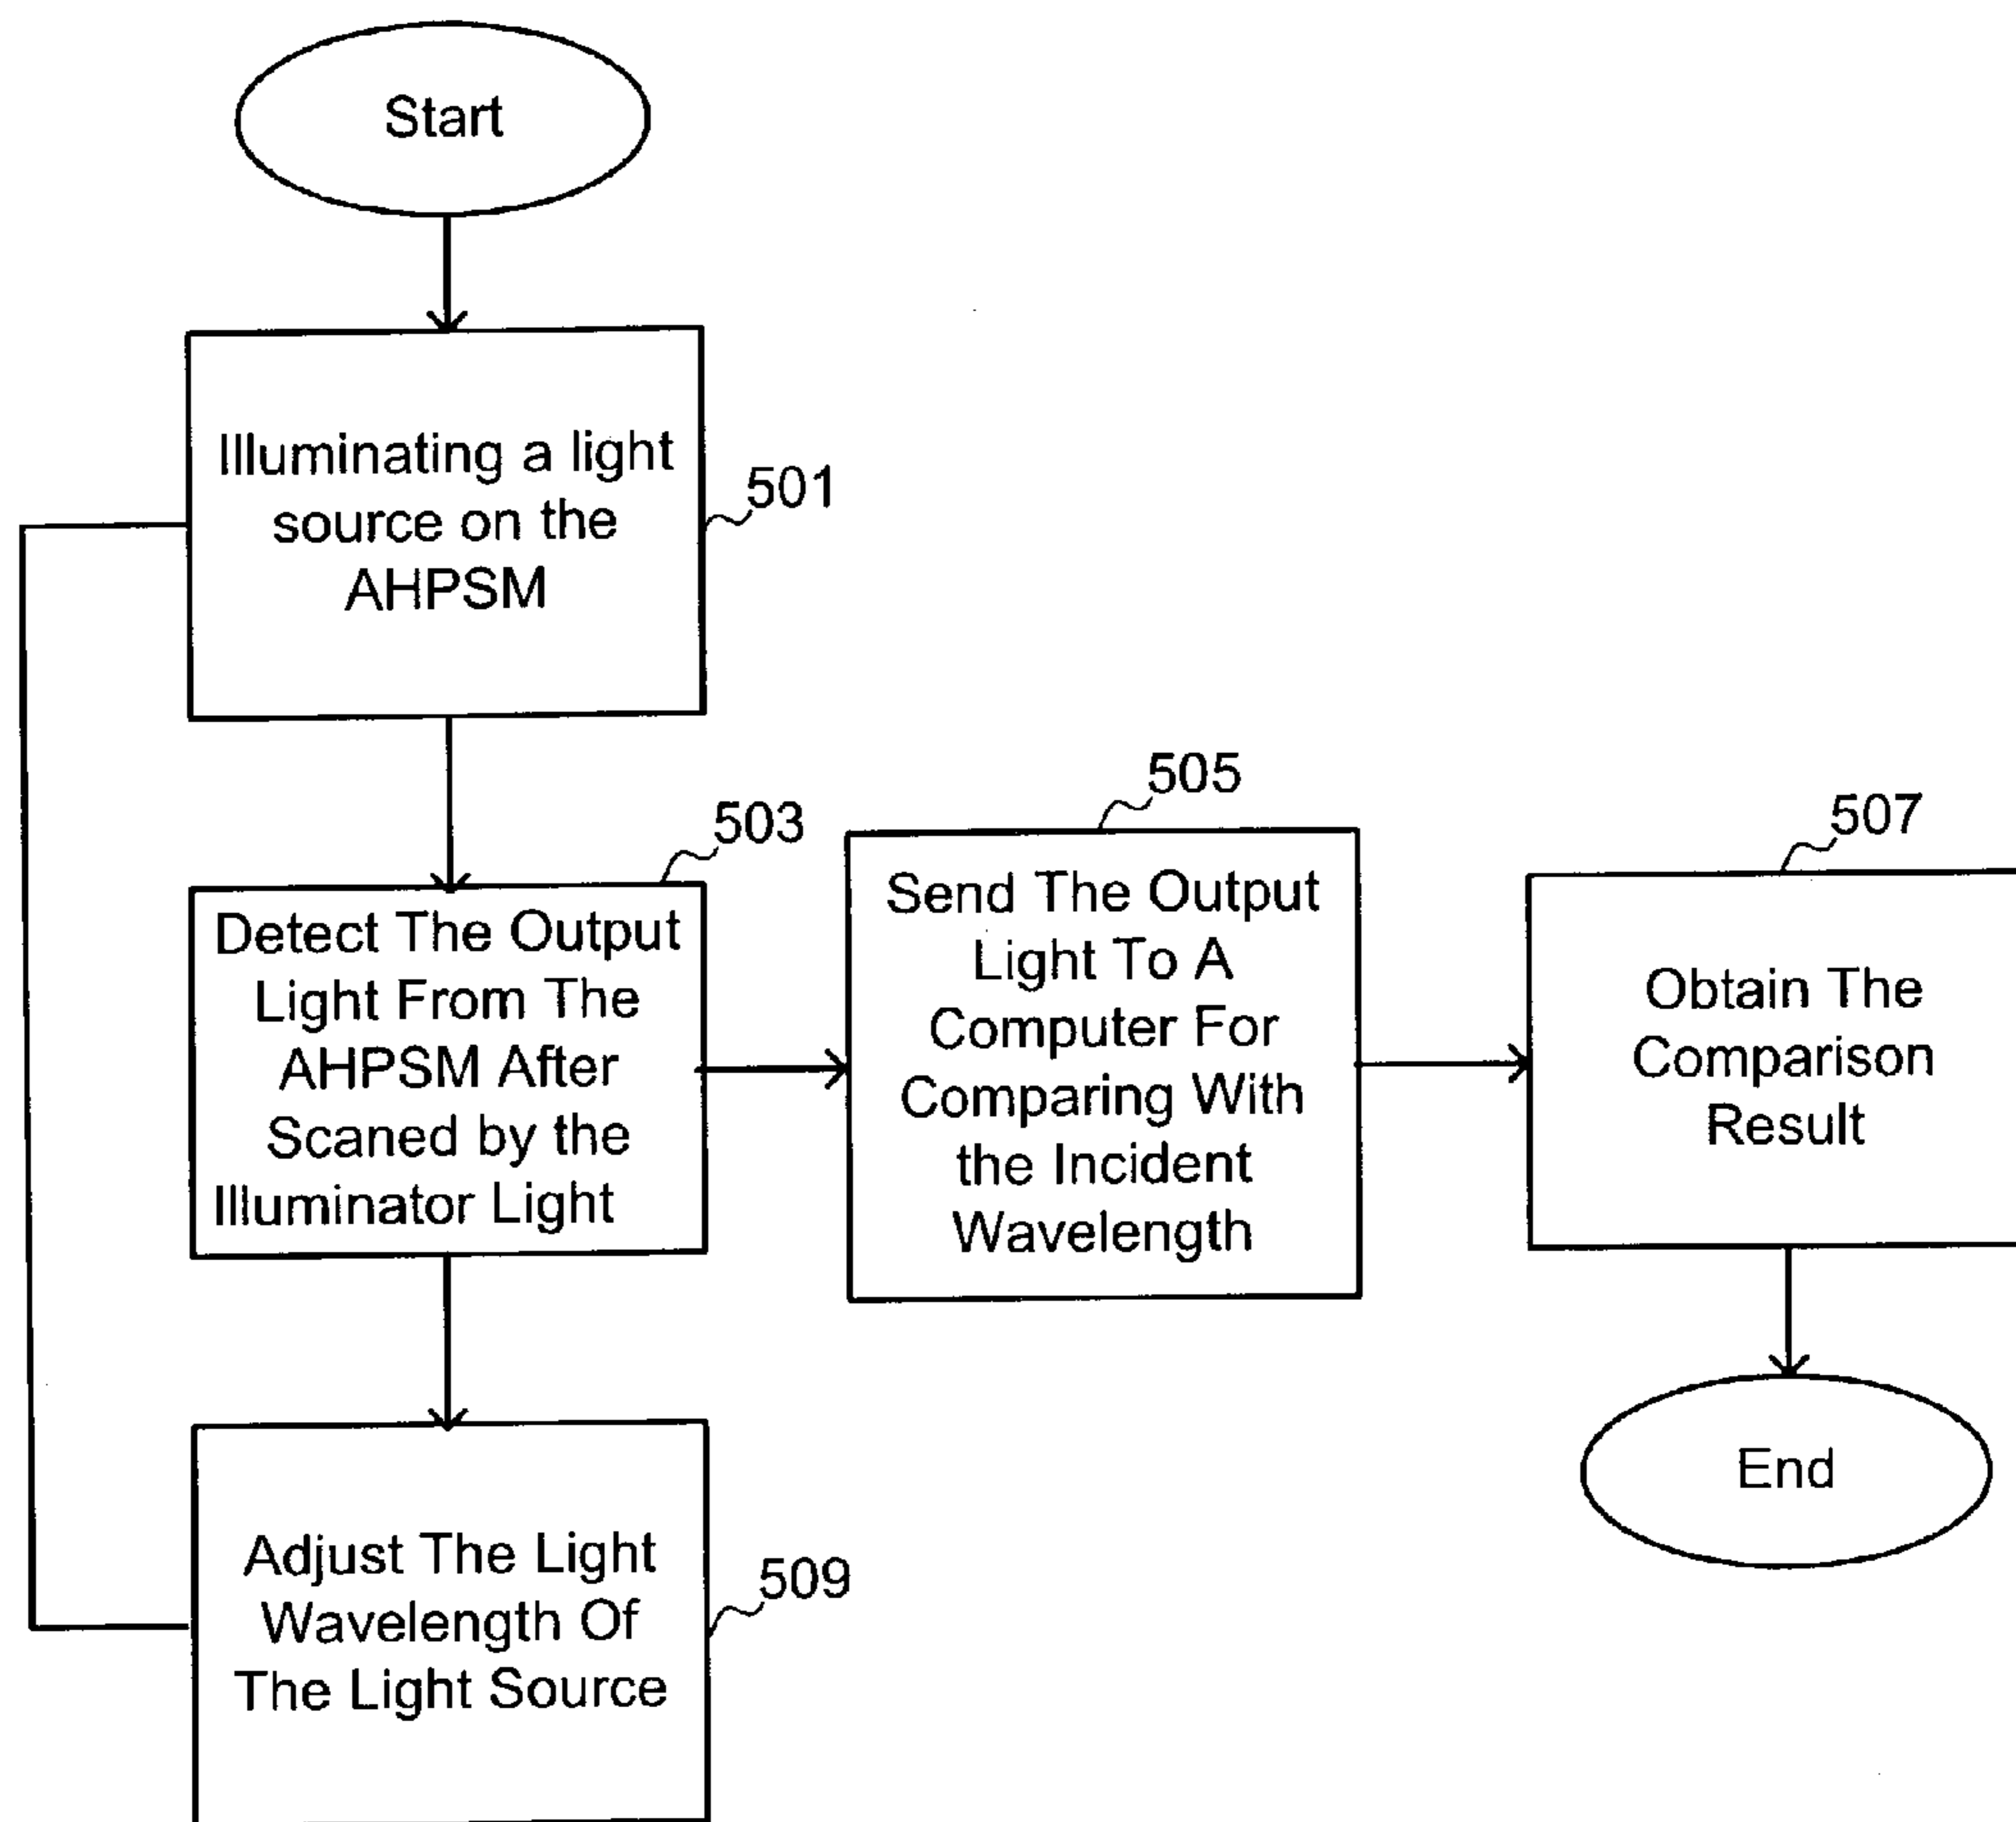 Start
Illuminating a light
source on the
AHPSM
501
503
Detect The Output
Light From The
AHPSM After
Scaned by the
Illuminator Light
505
Send The Output
Light To A
Computer For
Comparing With
the Incident
Wavelength
507
Obtain The
Comparison
Result
End
Adjust The Light
Wavelength Of
The Light Source
509